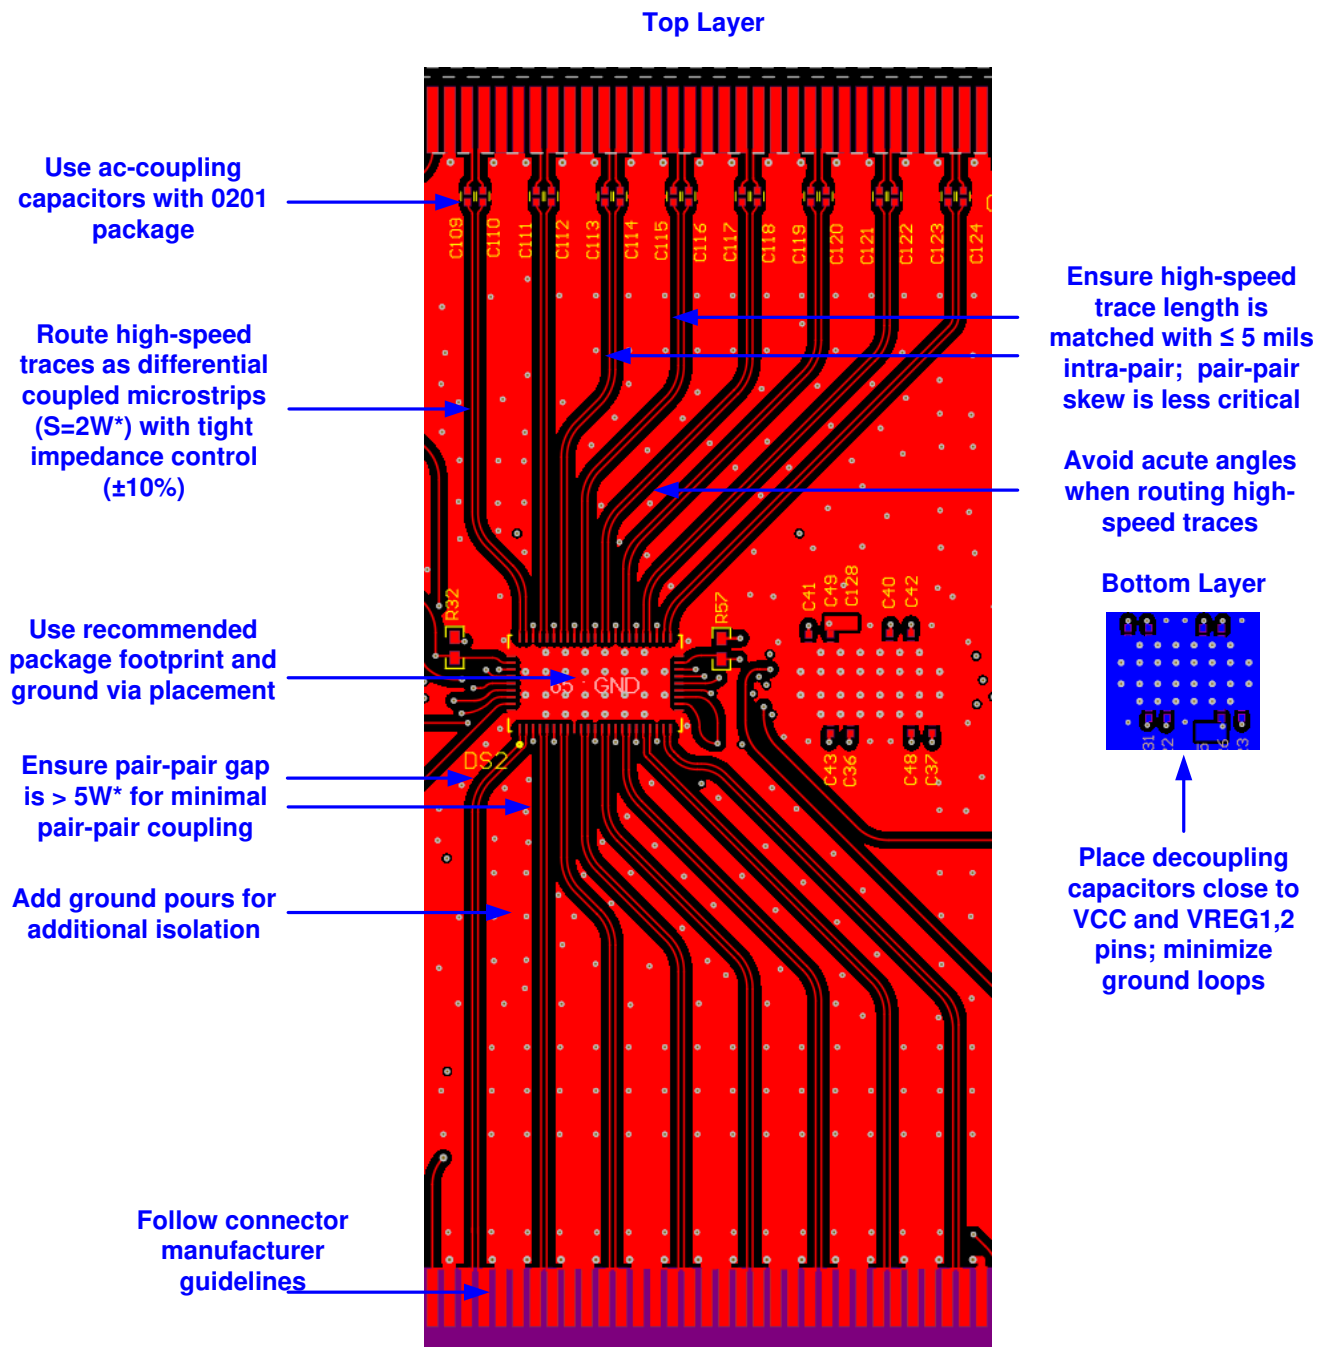 Top Layer
Use ac-coupling
capacitors with 0201
package
Route high-speed
traces as differential
coupled microstrips
(S=2W*) with tight
impedance control
(±10%)
Use recommended
package footprint and
ground via placement
Ensure pair-pair gap
is > 5W* for minimal
pair-pair coupling
Add ground pours for
additional isolation
Follow connector
manufacturer
guidelines
C109
C110
C111
C112
C113
C114
C115
C116
C117
C118
C119
C120
C121
C122
C123
C124
R32
R57
C41
C49
C128
C40
C42
GND
DS2
C43
C36
C48
C37
Ensure high-speed
trace length is
matched with ≤ 5 mils
intra-pair; pair-pair
skew is less critical
Avoid acute angles
when routing high-
speed traces
Bottom Layer
Place decoupling
capacitors close to
VCC and VREG1,2
pins; minimize
ground loops